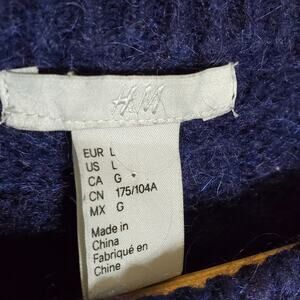 H&M
EUR L
US L
CA G
CN 175/104A
MX G
Made in
China
Fabriqué en
Chine